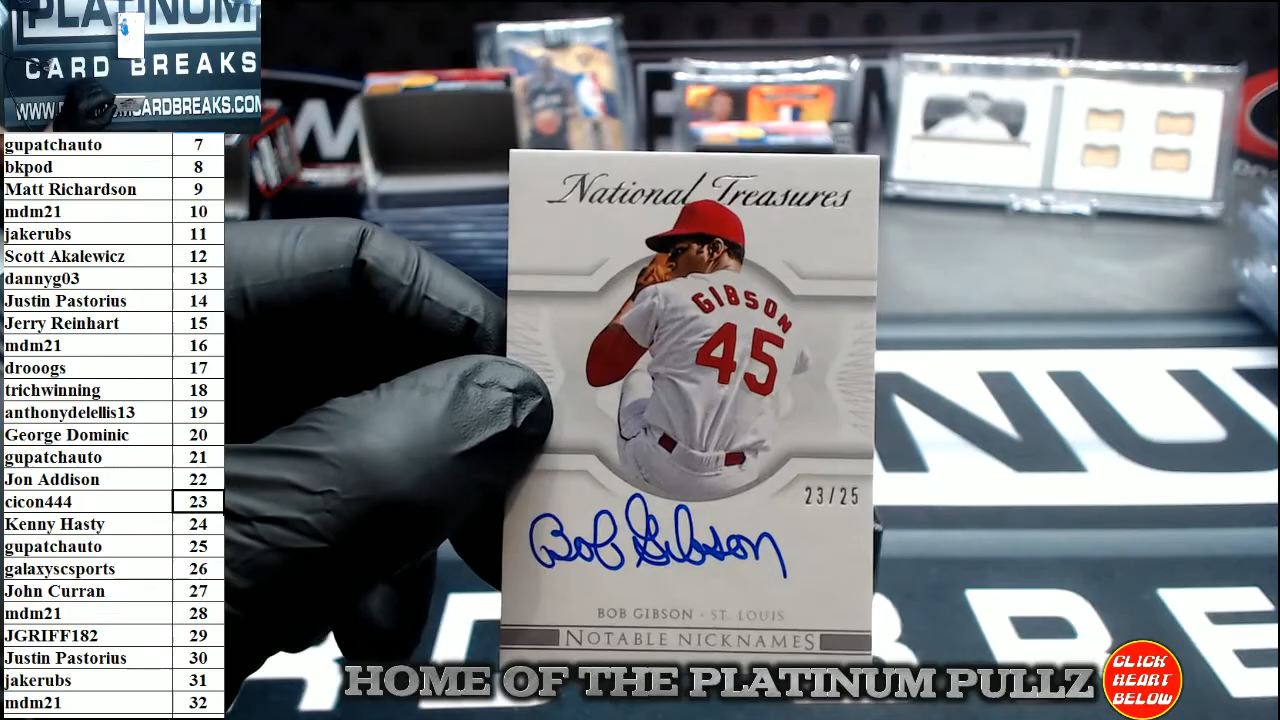 PLATINUM
CARD BREAKS
gupatchauto 7
bkpod 8
Matt Richardson 9
mdm21 10
jakerubs 11
Scott Akalewicz 12
dannyg03 13
Justin Pastorius 14
Jerry Reinhart 15
mdm21 16
drooogs 17
trichwinning 18
anthonydelellis13 19
George Dominic 20
gupatchauto 21
Jon Addison 22
cicon444 23
Kenny Hasty 24
gupatchauto 25
galaxyscsports 26
John Curran 27
mdm21 28
JGRIFF182 29
Justin Pastorius 30
jakerubs 31
mdm21 32
National Treasures
GIBSON
45
23/25
Bob Gibson
BOB GIBSON · ST. LOUIS
NOTABLE NICKNAMES
HOME OF THE PLATINUM PULLZ
CLICK
HEART
BELOW